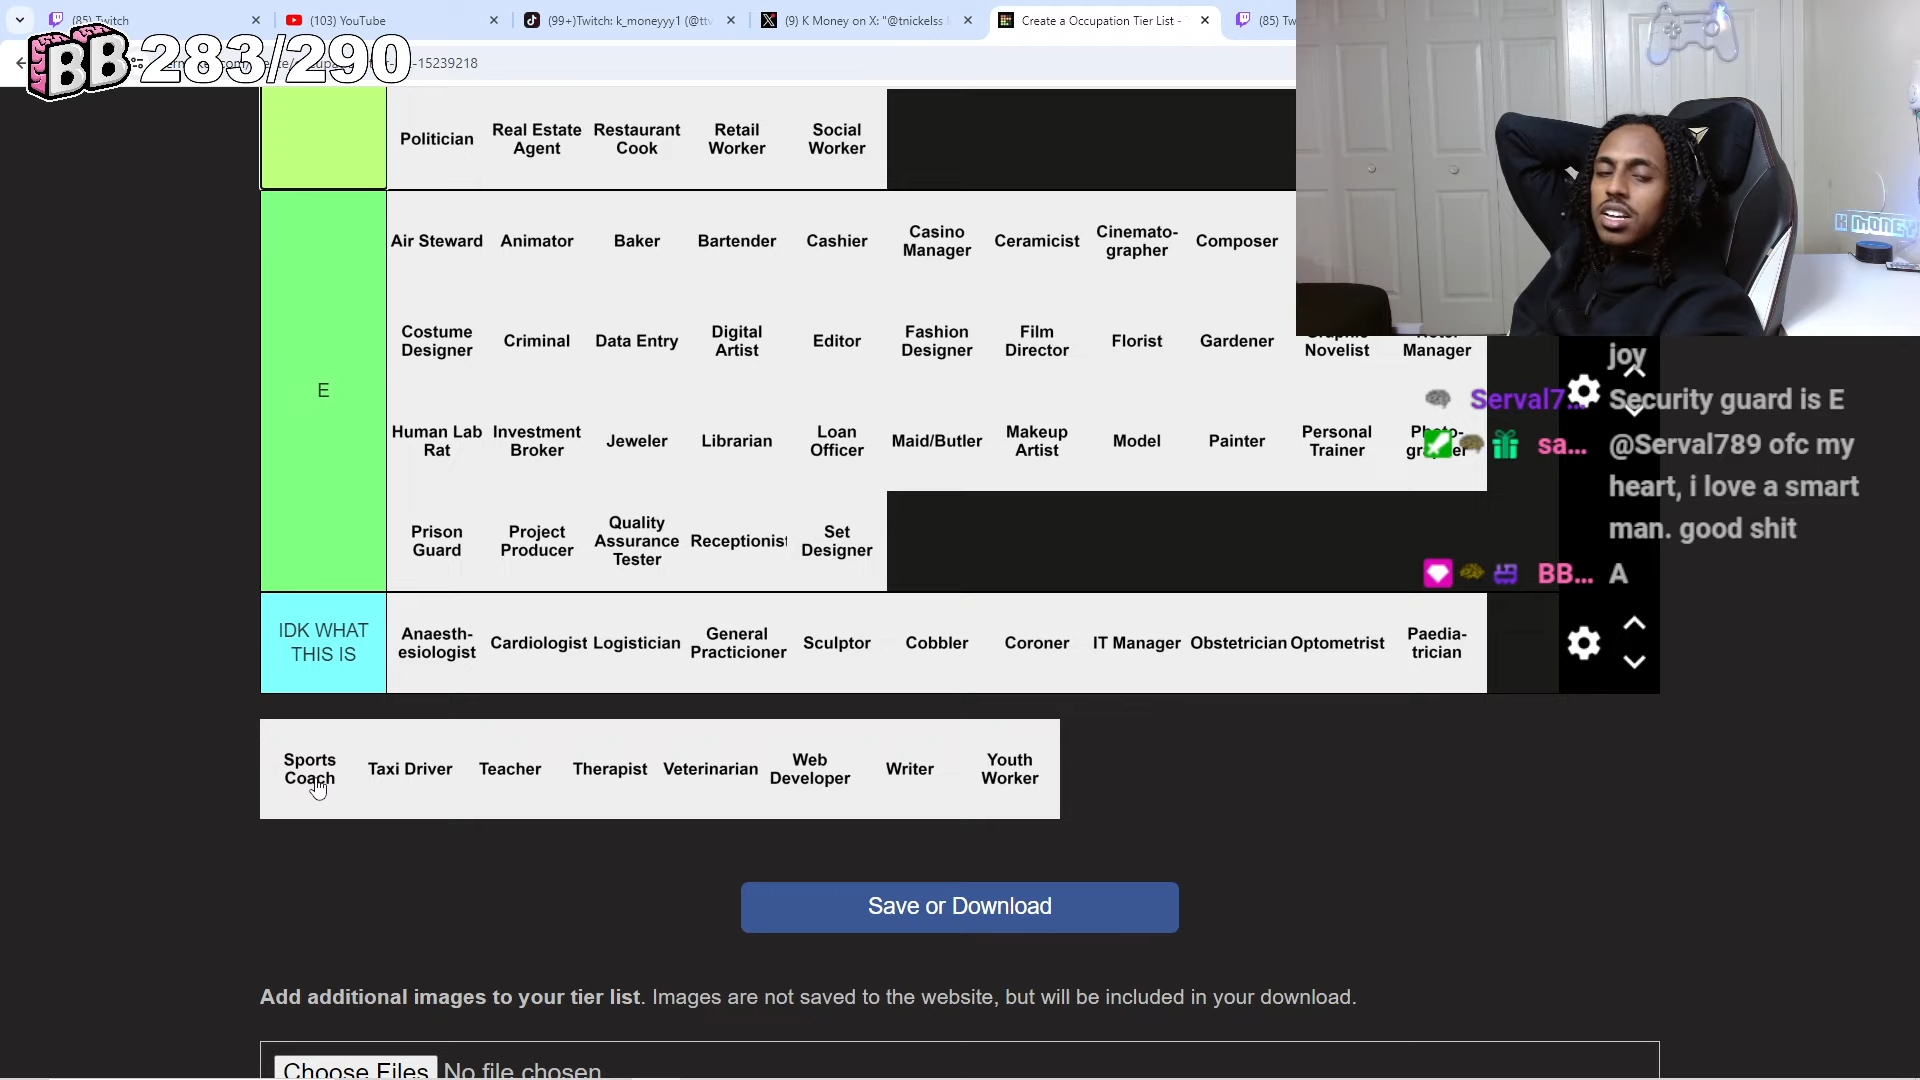 (85) Twitch
(103) YouTube
(99+)Twitch: k_moneyyy1 (@ttv
(9) K Money on X: "@tnickelss
Create a Occupation Tier List -
(85) Tw
BB 283/290
-15239218
Politician
Real Estate Agent
Restaurant Cook
Retail Worker
Social Worker
E
Air Steward
Animator
Baker
Bartender
Cashier
Casino Manager
Ceramicist
Cinemato-grapher
Composer
Costume Designer
Criminal
Data Entry
Digital Artist
Editor
Fashion Designer
Film Director
Florist
Gardener
Novelist
Manager
Human Lab Rat
Investment Broker
Jeweler
Librarian
Loan Officer
Maid/Butler
Makeup Artist
Model
Painter
Personal Trainer
Prison Guard
Project Producer
Quality Assurance Tester
Receptionist
Set Designer
IDK WHAT
THIS IS
Anaesth-esiologist
Cardiologist
Logistician
General Practicioner
Sculptor
Cobbler
Coroner
IT Manager
Obstetrician
Optometrist
Paedia-trician
Sports Coach
Taxi Driver
Teacher
Therapist
Veterinarian
Web Developer
Writer
Youth Worker
K MONEY
joy
Serval7... Security guard is E
sa... @Serval789 ofc my
heart, i love a smart
man. good shit
BB... A
Save or Download
Add additional images to your tier list. Images are not saved to the website, but will be included in your download.
Choose Files No file chosen